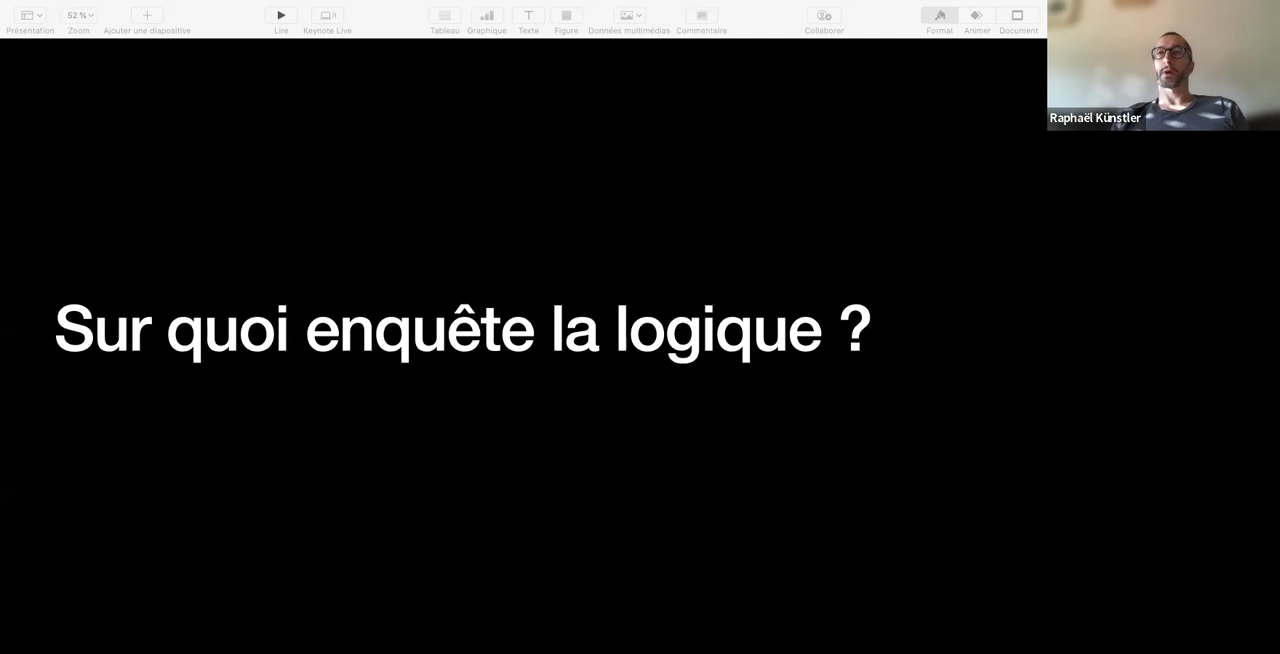 52 %
Présentation Zoom Ajouter une diapositive Lire Keynote Live Tableau Graphique Texte Figure Données multimédias Commentaire Collaborer Format Animer Document
Raphaël Künstler
Sur quoi enquête la logique ?